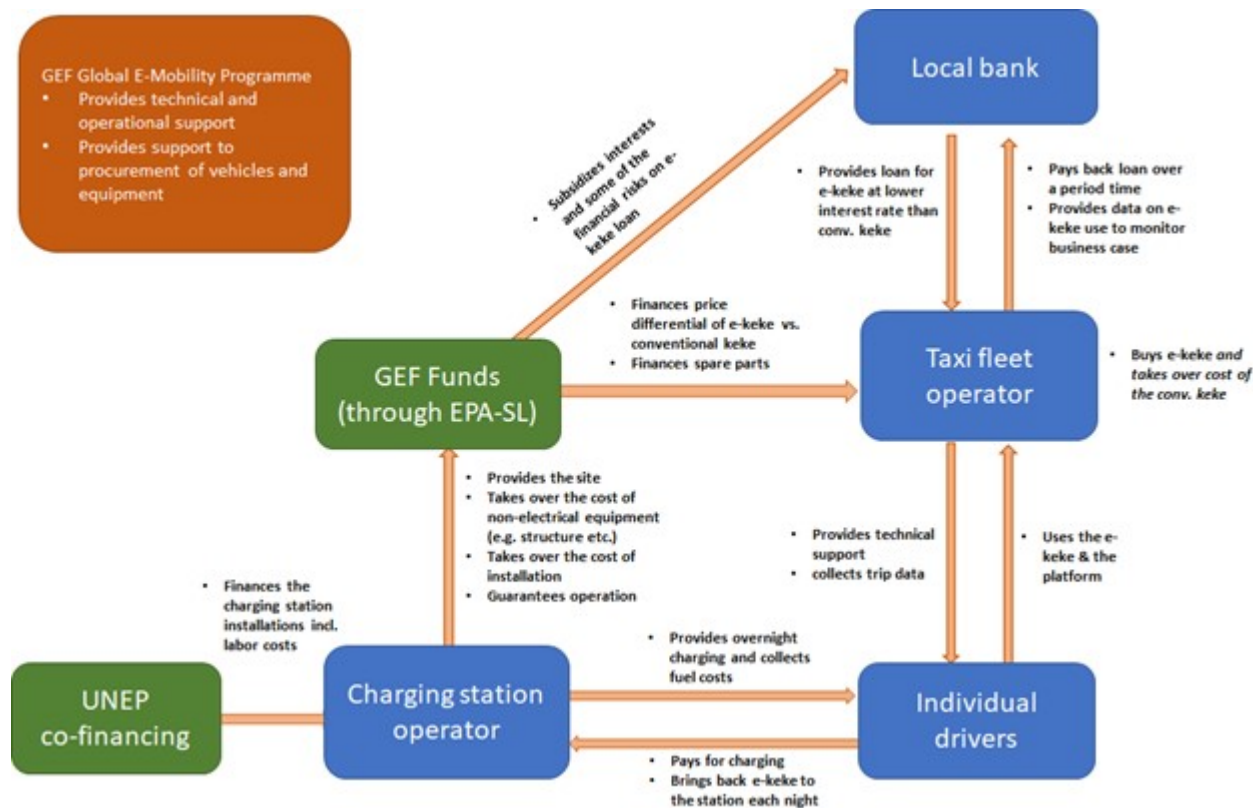 GEF Global E-Mobility Programme
• Provides technical and
operational support
• Provides support to
procurement of vehicles and
equipment
Local bank
• Subsidizes interests
and some of the
financial risks on e-
keke loan
• Provides loan for
e-keke at lower
interest rate than
conv. keke
• Pays back loan over
a period time
• Provides data on e-
keke use to monitor
business case
• Finances price
differential of e-keke vs.
conventional keke
• Finances spare parts
GEF Funds
(through EPA-SL)
Taxi fleet
operator
• Buys e-keke and
takes over cost of
the conv. keke
• Provides the site
• Takes over the cost of
non-electrical equipment
(e.g. structure etc.)
• Takes over the cost of
installation
• Guarantees operation
• Provides technical
support
• collects trip data
• Uses the e-
keke & the
platform
• Finances the
charging station
installations incl.
labor costs
• Provides overnight
charging and collects
fuel costs
UNEP
co-financing
Charging station
operator
Individual
drivers
• Pays for charging
• Brings back e-keke to
the station each night